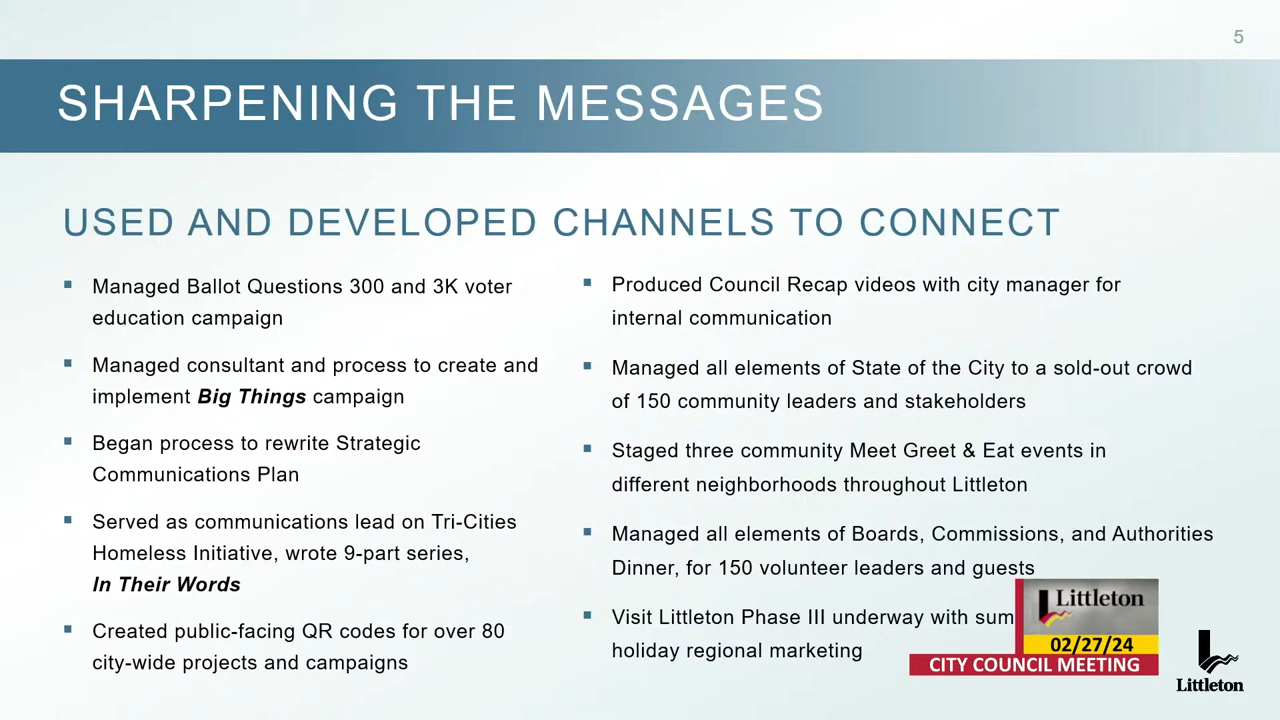 5
SHARPENING THE MESSAGES
USED AND DEVELOPED CHANNELS TO CONNECT
▪ Managed Ballot Questions 300 and 3K voter
education campaign
▪ Managed consultant and process to create and
implement Big Things campaign
▪ Began process to rewrite Strategic
Communications Plan
▪ Served as communications lead on Tri-Cities
Homeless Initiative, wrote 9-part series,
In Their Words
▪ Created public-facing QR codes for over 80
city-wide projects and campaigns
▪ Produced Council Recap videos with city manager for
internal communication
▪ Managed all elements of State of the City to a sold-out crowd
of 150 community leaders and stakeholders
▪ Staged three community Meet Greet & Eat events in
different neighborhoods throughout Littleton
▪ Managed all elements of Boards, Commissions, and Authorities
Dinner, for 150 volunteer leaders and guests
▪ Visit Littleton Phase III underway with sum
holiday regional marketing
Littleton
02/27/24
CITY COUNCIL MEETING
Littleton